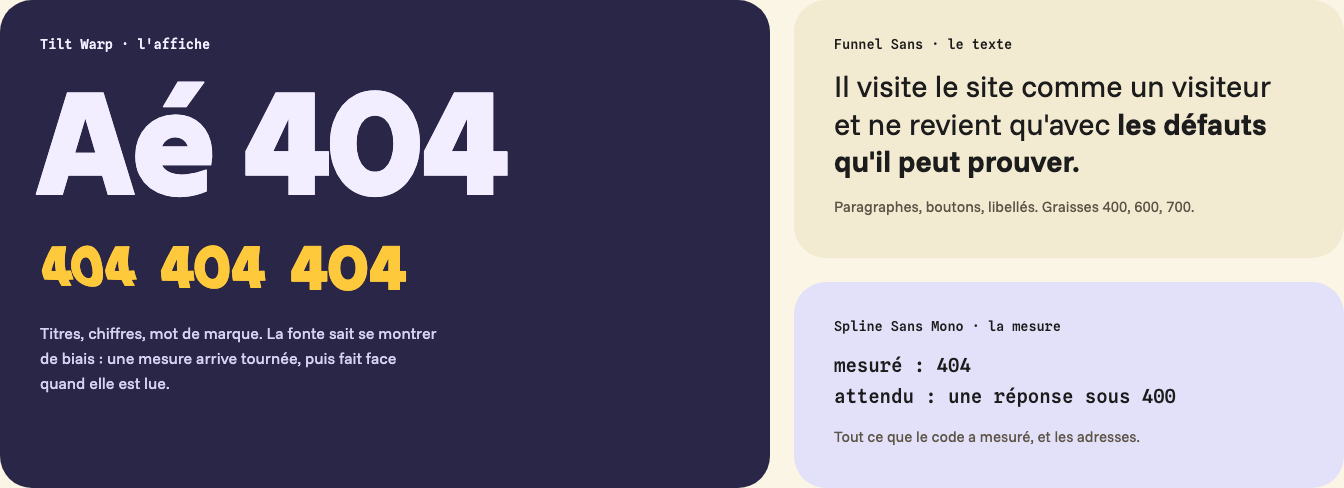 Tilt Warp · l'affiche
Aé 404
404 404 404
Titres, chiffres, mot de marque. La fonte sait se montrer
de biais : une mesure arrive tournée, puis fait face
quand elle est lue.
Funnel Sans · le texte
Il visite le site comme un visiteur
et ne revient qu'avec les défauts
qu'il peut prouver.
Paragraphes, boutons, libellés. Graisses 400, 600, 700.
Spline Sans Mono · la mesure
mesuré : 404
attendu : une réponse sous 400
Tout ce que le code a mesuré, et les adresses.